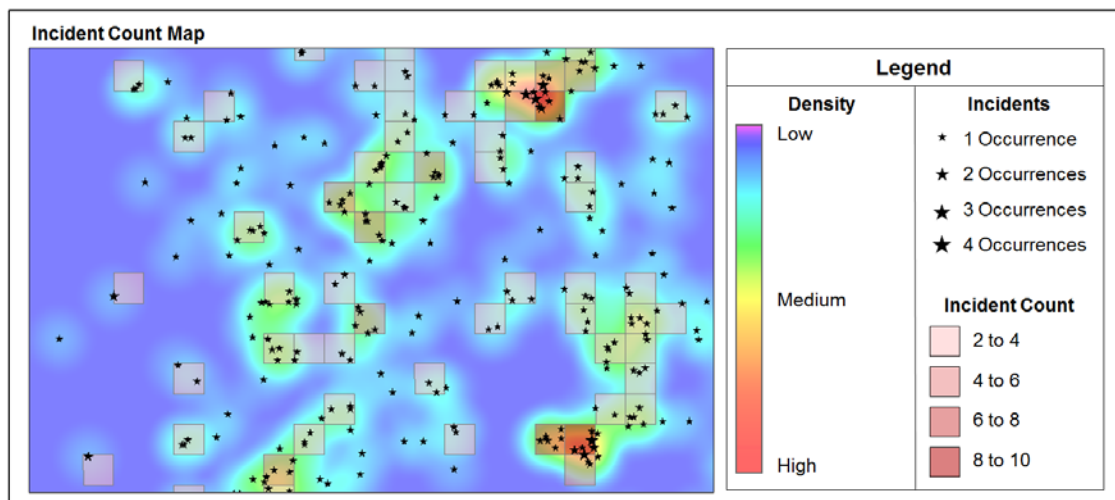 Incident Count Map
Legend
Density
Low
Medium
High
Incidents
1 Occurrence
2 Occurrences
3 Occurrences
4 Occurrences
Incident Count
2 to 4
4 to 6
6 to 8
8 to 10